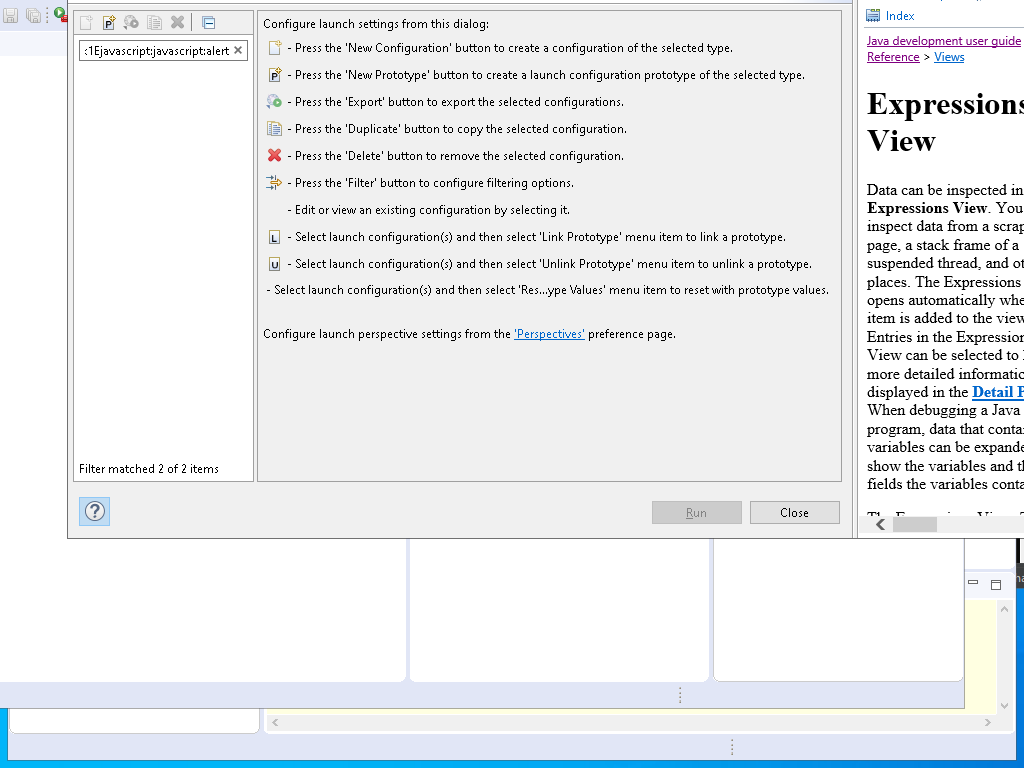 :1Ejavascript:javascript:alert
Filter matched 2 of 2 items
Configure launch settings from this dialog:
- Press the 'New Configuration' button to create a configuration of the selected type.
- Press the 'New Prototype' button to create a launch configuration prototype of the selected type.
- Press the 'Export' button to export the selected configurations.
- Press the 'Duplicate' button to copy the selected configuration.
- Press the 'Delete' button to remove the selected configuration.
- Press the 'Filter' button to configure filtering options.
- Edit or view an existing configuration by selecting it.
- Select launch configuration(s) and then select 'Link Prototype' menu item to link a prototype.
- Select launch configuration(s) and then select 'Unlink Prototype' menu item to unlink a prototype.
- Select launch configuration(s) and then select 'Res...ype Values' menu item to reset with prototype values.
Configure launch perspective settings from the 'Perspectives' preference page.
Run
Close
Index
Java development user guide
Reference > Views
Expressions
View
Data can be inspected in
Expressions View. You
inspect data from a scrap
page, a stack frame of a
suspended thread, and ot
places. The Expressions
opens automatically whe
item is added to the view
Entries in the Expression
View can be selected to
more detailed informatio
displayed in the Detail P
When debugging a Java
program, data that conta
variables can be expande
show the variables and th
fields the variables conta